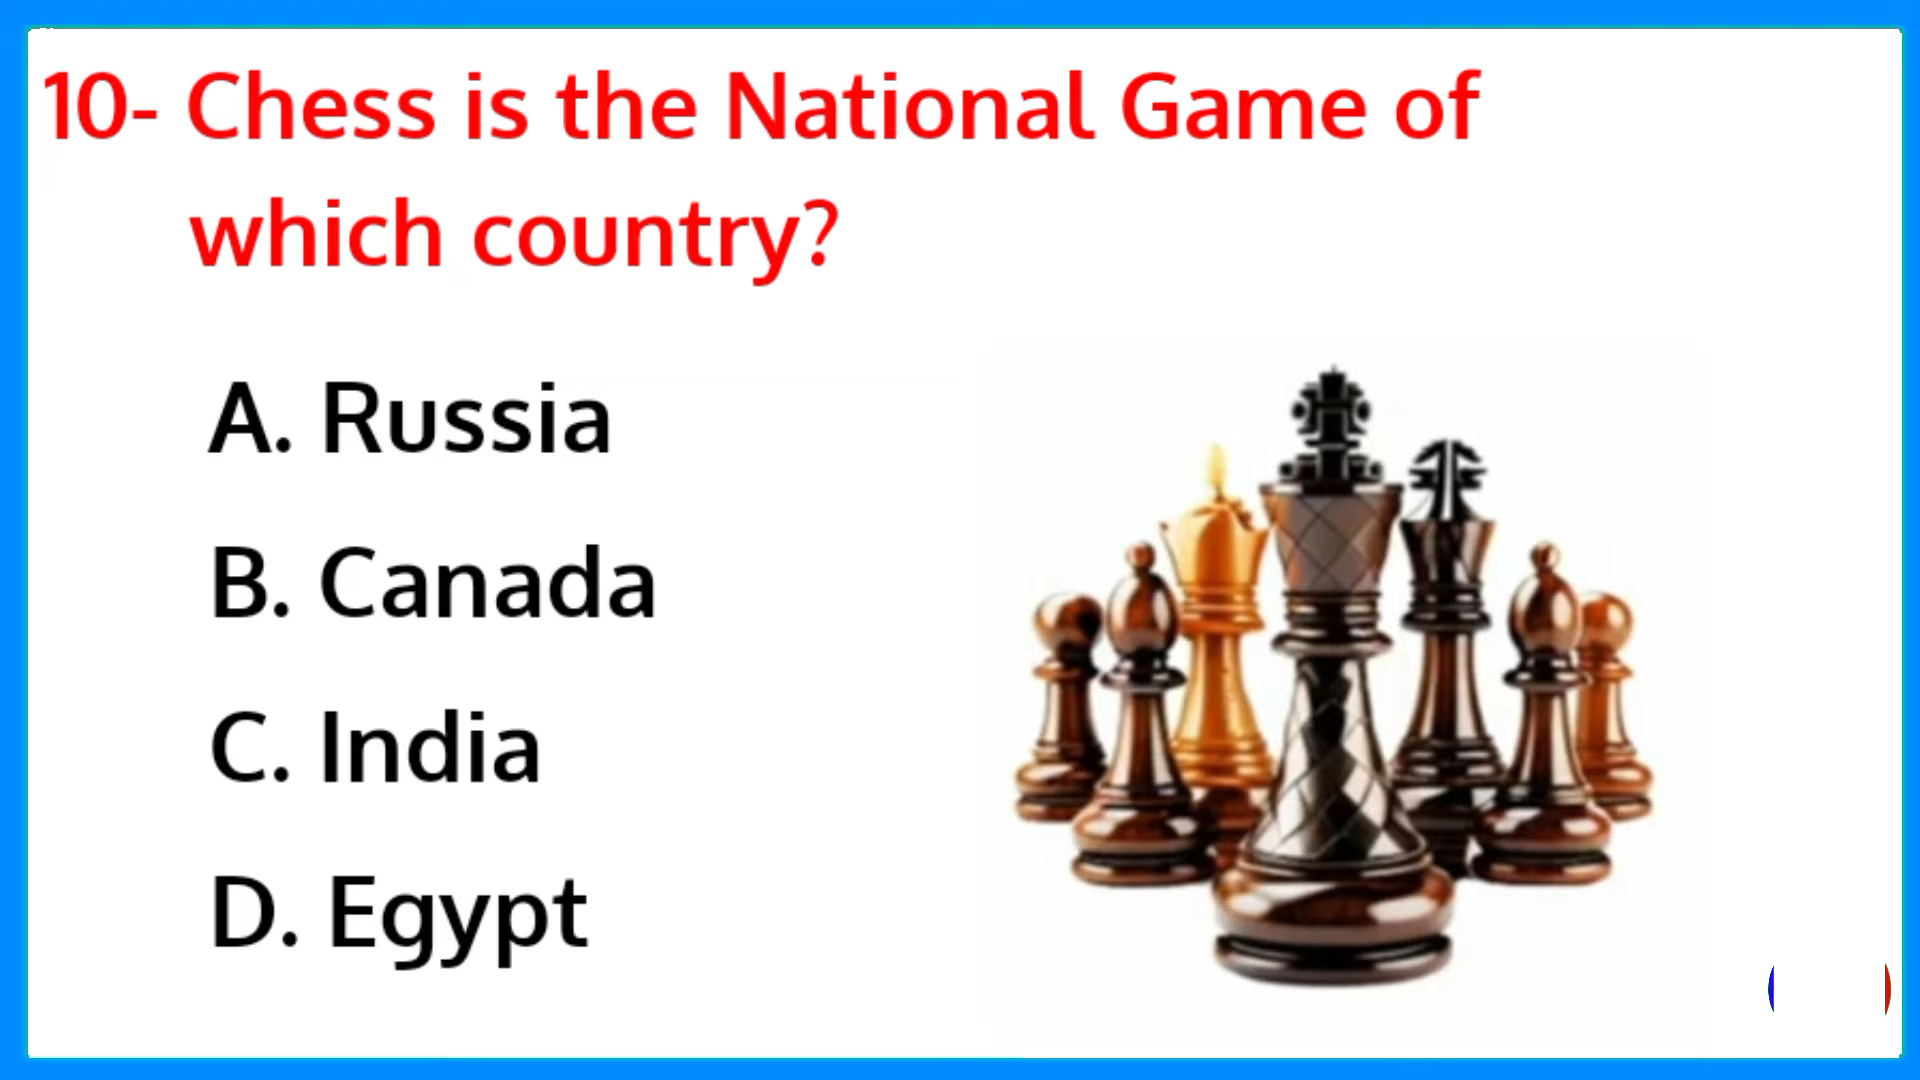 10- Chess is the National Game of
which country?
A. Russia
B. Canada
C. India
D. Egypt